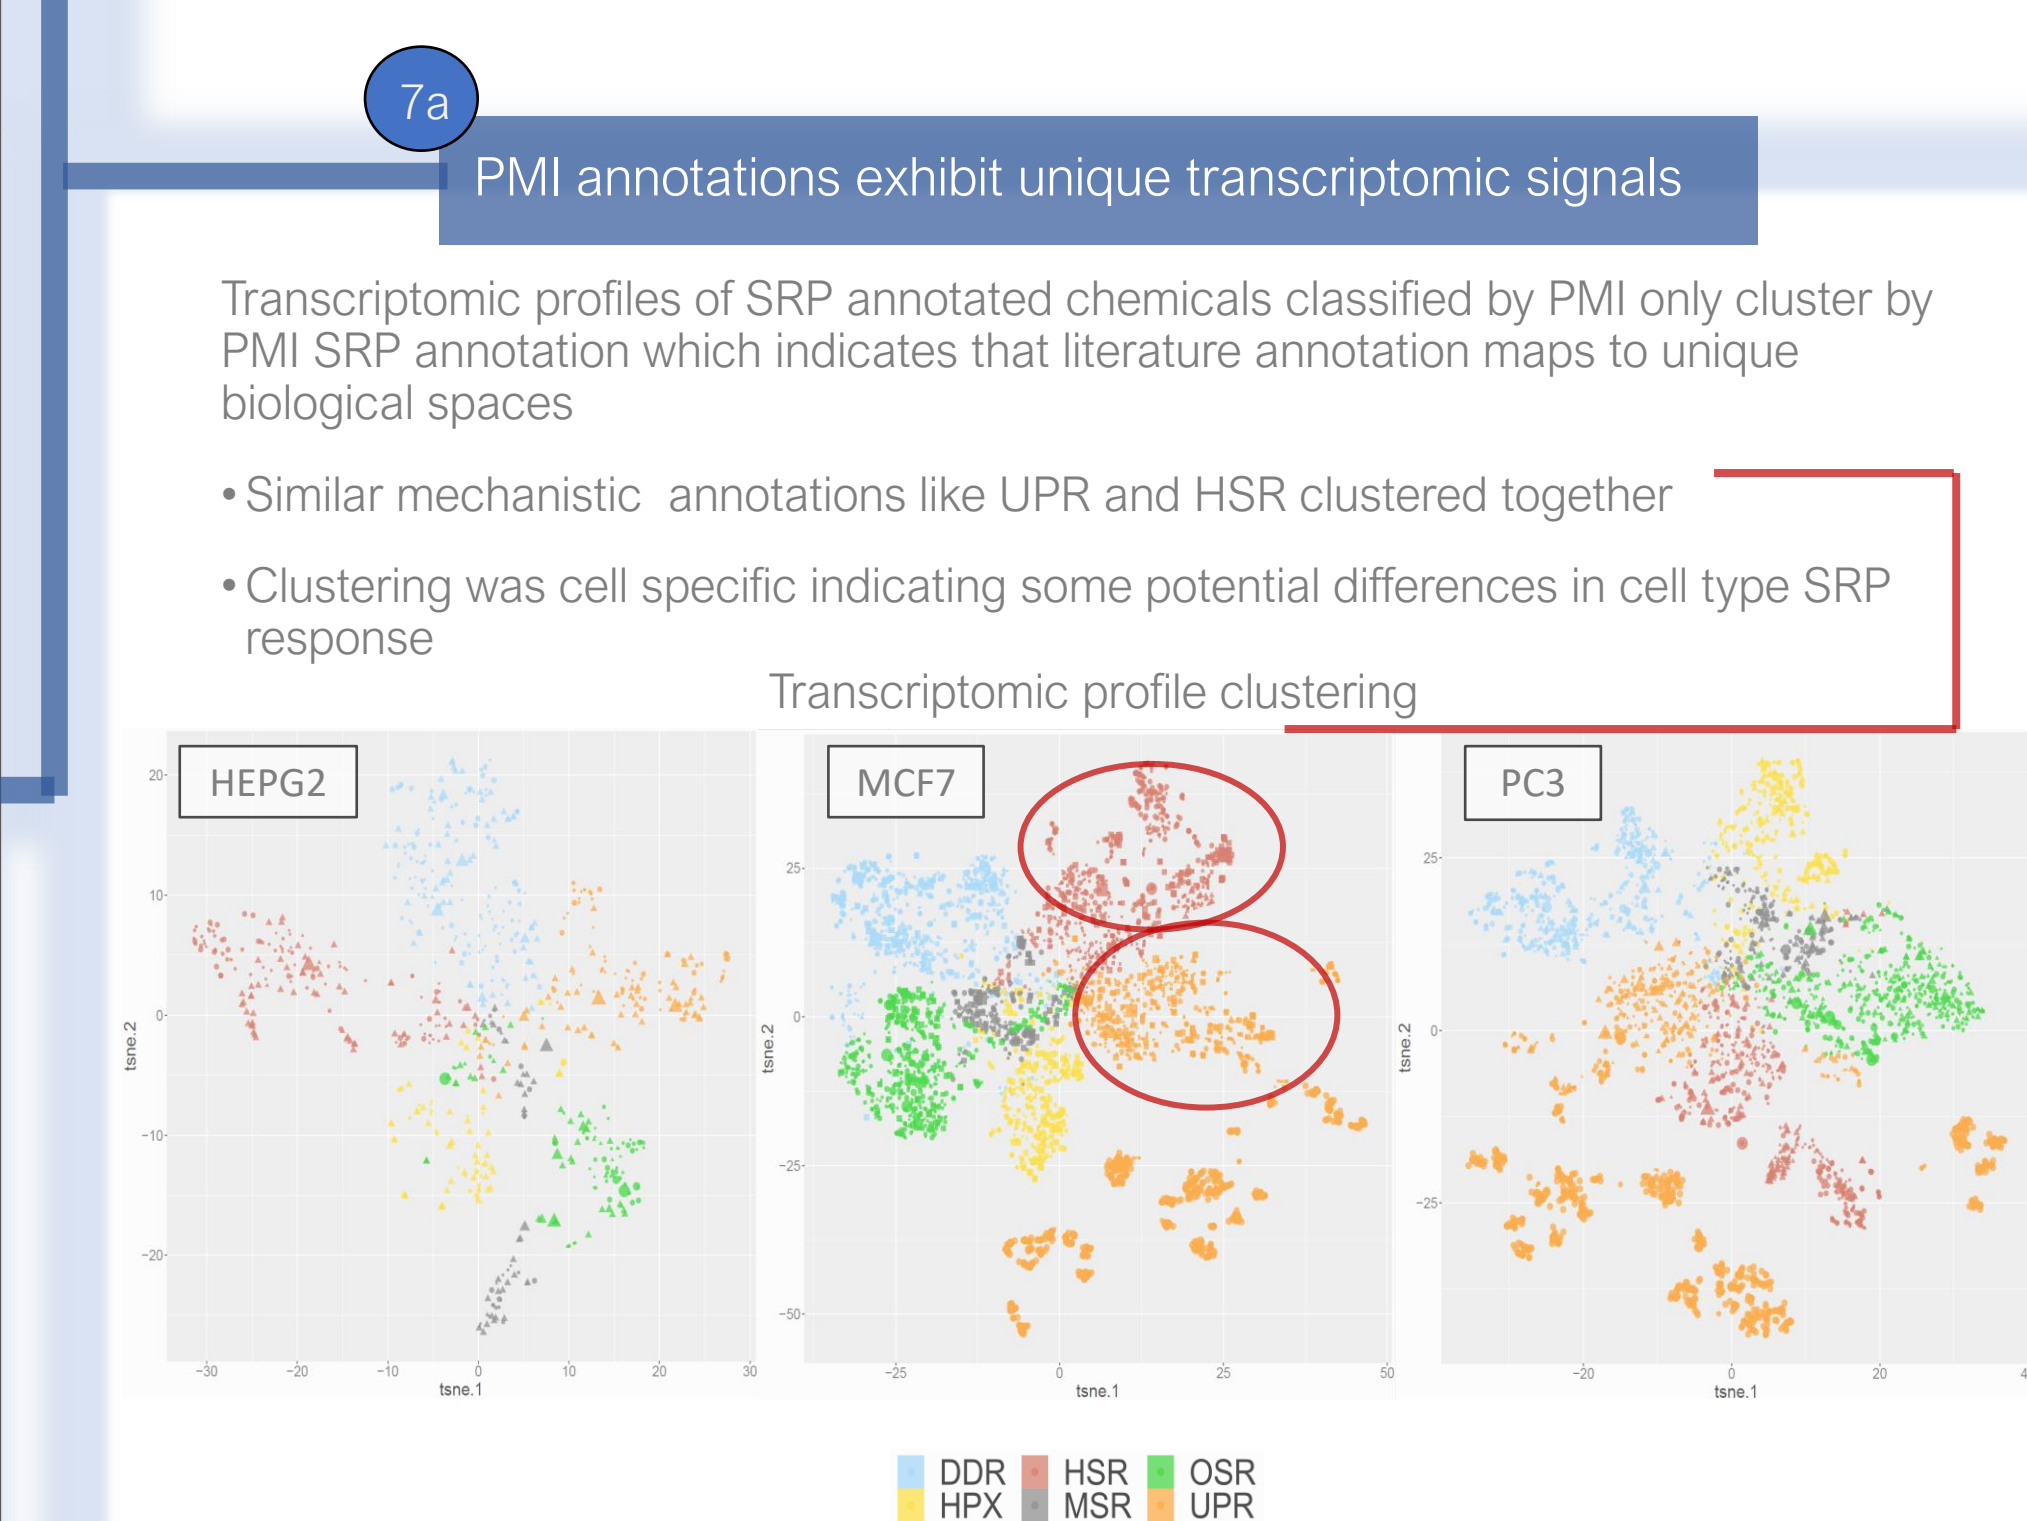 7a
PMI annotations exhibit unique transcriptomic signals
Transcriptomic profiles of SRP annotated chemicals classified by PMI only cluster by
PMI SRP annotation which indicates that literature annotation maps to unique
biological spaces
• Similar mechanistic annotations like UPR and HSR clustered together
• Clustering was cell specific indicating some potential differences in cell type SRP
response
Transcriptomic profile clustering
HEPG2
20
10
0
−10
−20
tsne.2
−30 −20 −10 0 10 20 30
tsne.1
MCF7
25
0
−25
−50
tsne.2
−25 0 25 50
tsne.1
PC3
25
0
−25
tsne.2
−20 0 20 4
tsne.1
DDR HSR OSR
HPX MSR UPR